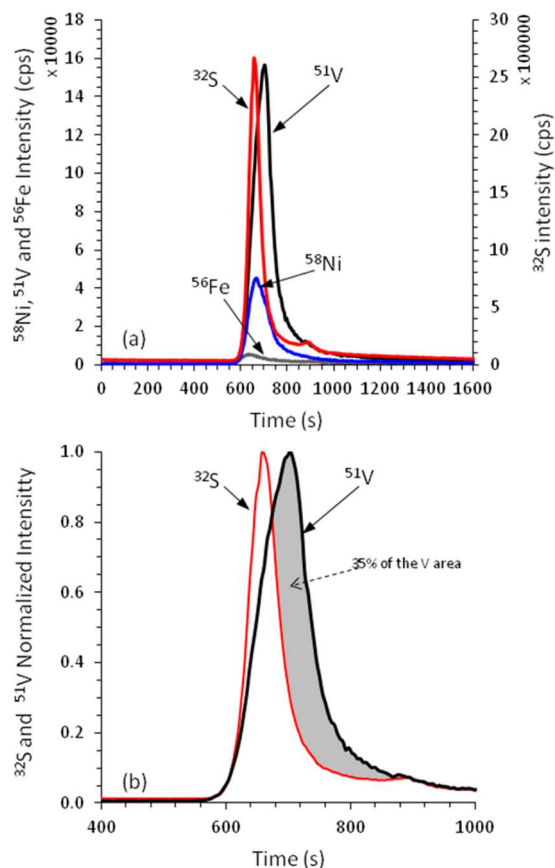 18
16
14
12
10
8
6
4
2
0
x 10000
⁵⁸Ni, ⁵¹V and ⁵⁶Fe Intensity (cps)
³²S
⁵¹V
⁵⁸Ni
⁵⁶Fe
(a)
30
25
20
15
10
5
0
x 100000
³²S intensity (cps)
0 200 400 600 800 1000 1200 1400 1600
Time (s)
1.0
0.8
0.6
0.4
0.2
0.0
³²S and ⁵¹V Normalized Intensitty
³²S
⁵¹V
35% of the V area
(b)
400 600 800 1000
Time (s)